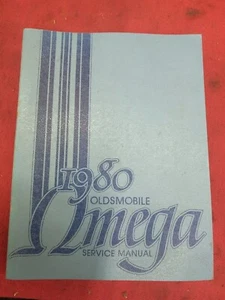 1980
OLDSMOBILE
Omega
SERVICE MANUAL